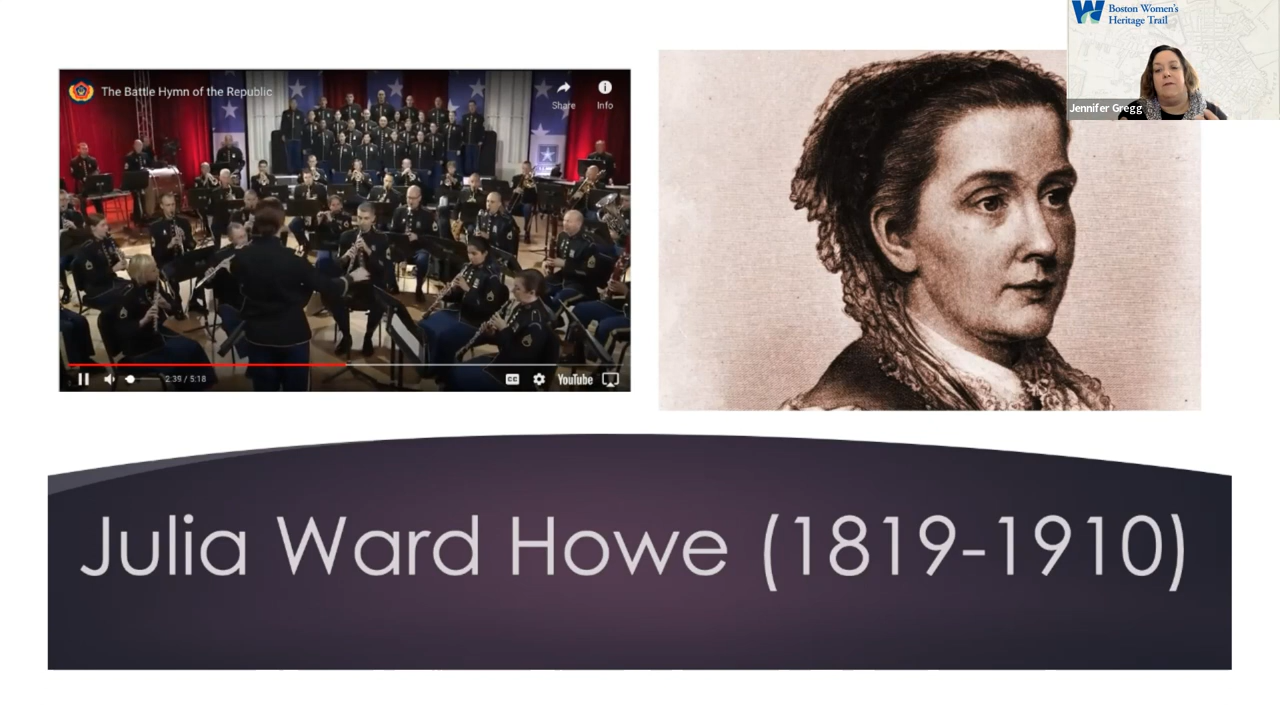 Boston Women's
Heritage Trail
Jennifer Gregg
The Battle Hymn of the Republic
Share
Info
2:39 / 5:18
CC
YouTube
Julia Ward Howe (1819-1910)